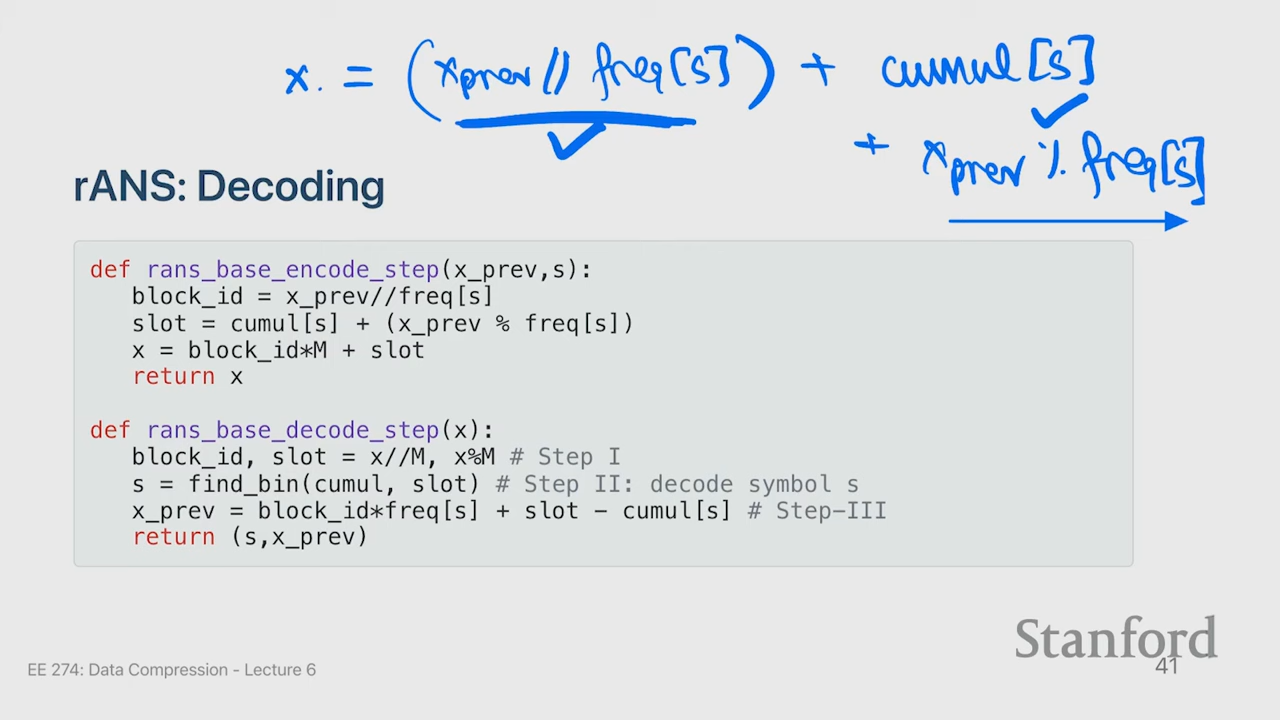 x. = (xprev // freq[s]) + cumul[s]
+ xprev % freq[s]
rANS: Decoding
def rans_base_encode_step(x_prev,s):
block_id = x_prev//freq[s]
slot = cumul[s] + (x_prev % freq[s])
x = block_id*M + slot
return x
def rans_base_decode_step(x):
block_id, slot = x//M, x%M # Step I
s = find_bin(cumul, slot) # Step II: decode symbol s
x_prev = block_id*freq[s] + slot - cumul[s] # Step-III
return (s,x_prev)
Stanford
EE 274: Data Compression - Lecture 6
41